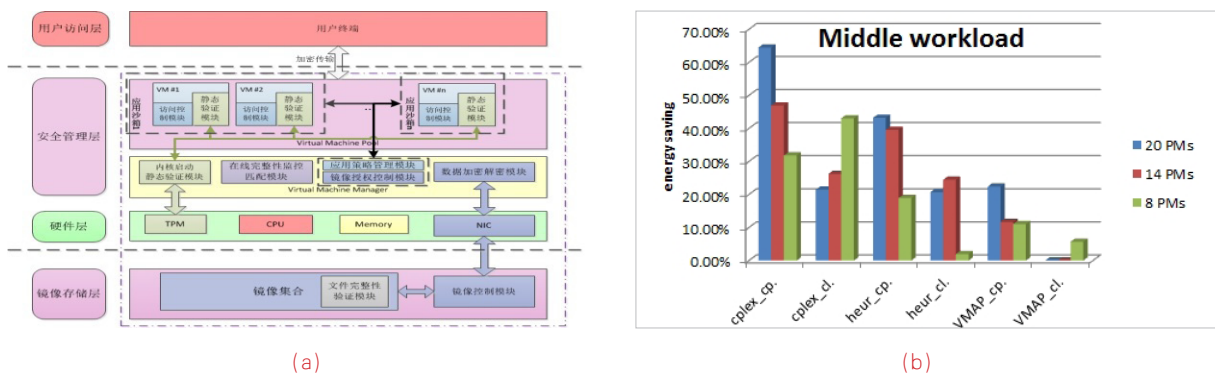 用户访问层
用户终端
加密传输
安全管理层
应用沙箱
VM #1
访问控制模块
静态验证模块
VM #2
访问控制模块
静态验证模块
应用沙箱
VM #n
访问控制模块
静态验证模块
Virtual Machine Pool
内核启动
静态验证模块
在线完整性监控
匹配模块
应用策略管理模块
镜像授权控制模块
数据加密解密模块
Virtual Machine Manager
硬件层
TPM
CPU
Memory
NIC
镜像存储层
镜像集合
文件完整性
验证模块
镜像控制模块
(a)
Middle workload
energy saving
70.00%
60.00%
50.00%
40.00%
30.00%
20.00%
10.00%
0.00%
cplex_cp.
cplex_cl.
heur_cp.
heur_cl.
VMAP_cp.
VMAP_cl.
20 PMs
14 PMs
8 PMs
(b)